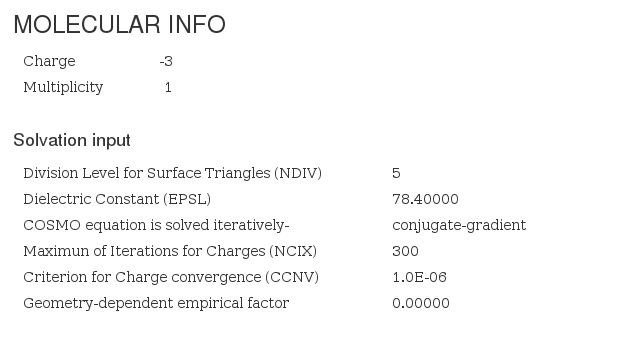 MOLECULAR INFO
Charge -3
Multiplicity 1
Solvation input
Division Level for Surface Triangles (NDIV) 5
Dielectric Constant (EPSL) 78.40000
COSMO equation is solved iteratively- conjugate-gradient
Maximun of Iterations for Charges (NCIX) 300
Criterion for Charge convergence (CCNV) 1.0E-06
Geometry-dependent empirical factor 0.00000